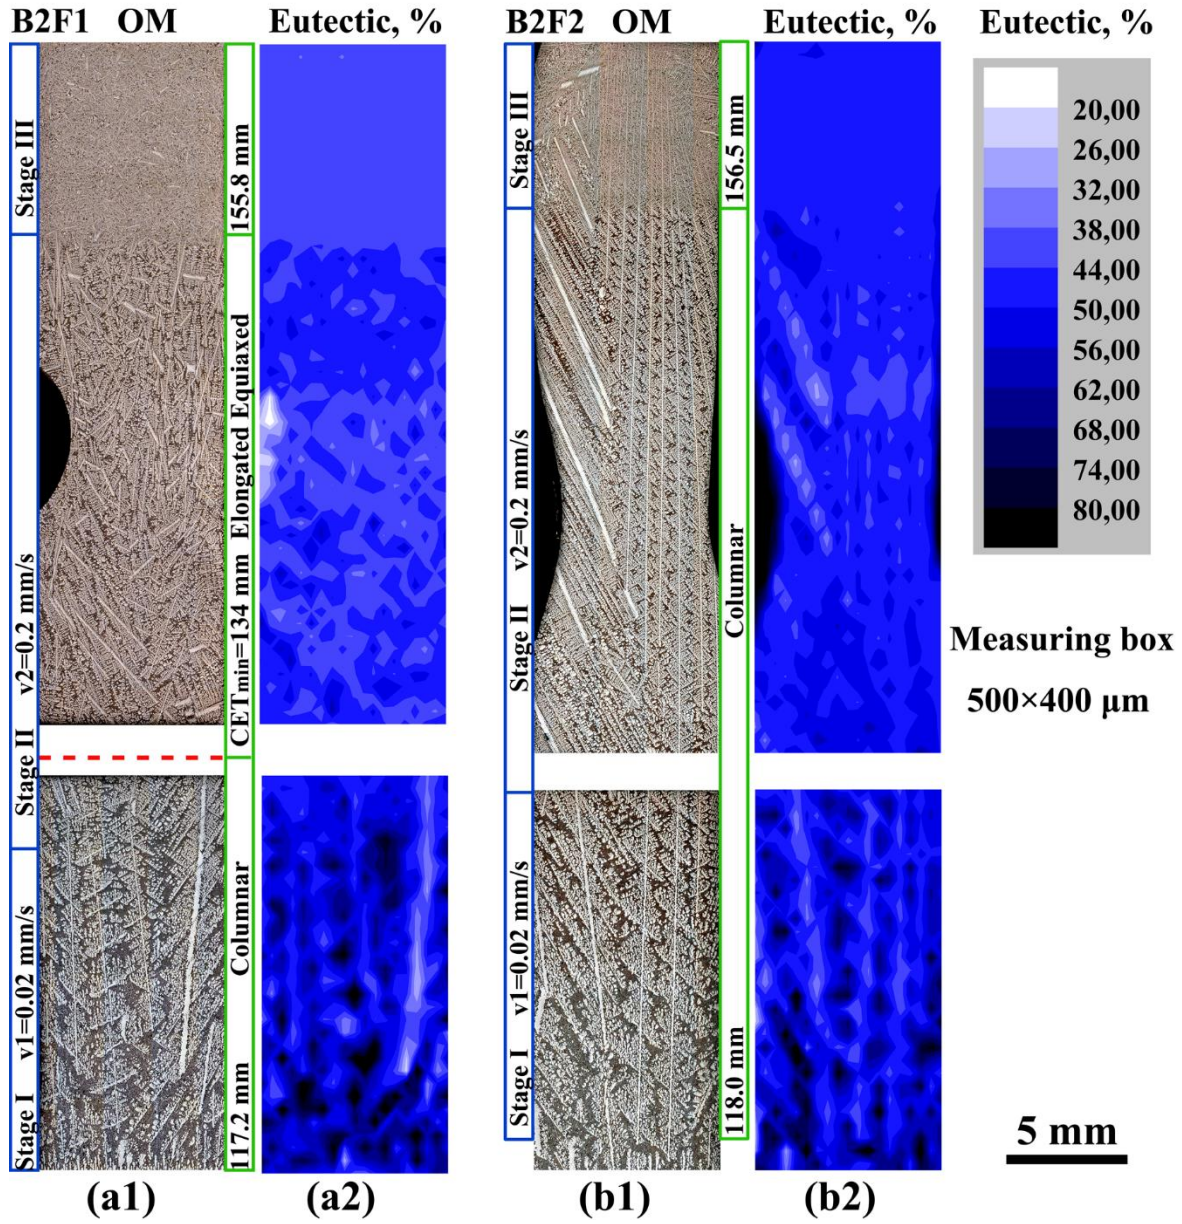 B2F1 OM Eutectic, % B2F2 OM Eutectic, % Eutectic, %
Stage III
155.8 mm
Stage III
156.5 mm
20,00
26,00
32,00
38,00
44,00
50,00
56,00
62,00
68,00
74,00
80,00
Stage II v2=0.2 mm/s
CETmin=134 mm Elongated Equiaxed
Stage II v2=0.2 mm/s
Columnar
Measuring box
500×400 μm
Stage I v1=0.02 mm/s
117.2 mm Columnar
Stage I v1=0.02 mm/s
118.0 mm
5 mm
(a1) (a2) (b1) (b2)